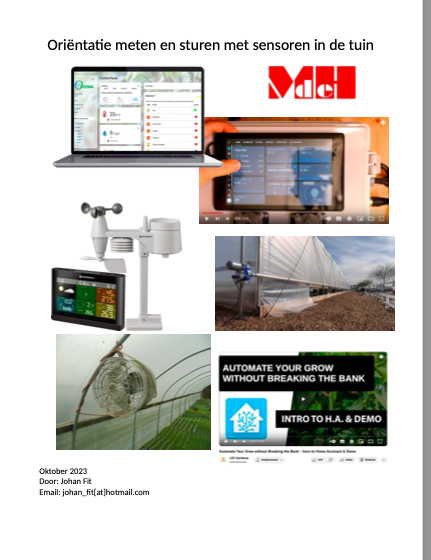 Oriëntatie meten en sturen met sensoren in de tuin
VdeH
AUTOMATE YOUR GROW
WITHOUT BREAKING THE BANK
INTRO TO H.A. & DEMO
Automate Your Grow without Breaking the Bank - Intro to Home Assistant & Demo
Oktober 2023
Door: Johan Fit
Email: johan_fit[at]hotmail.com